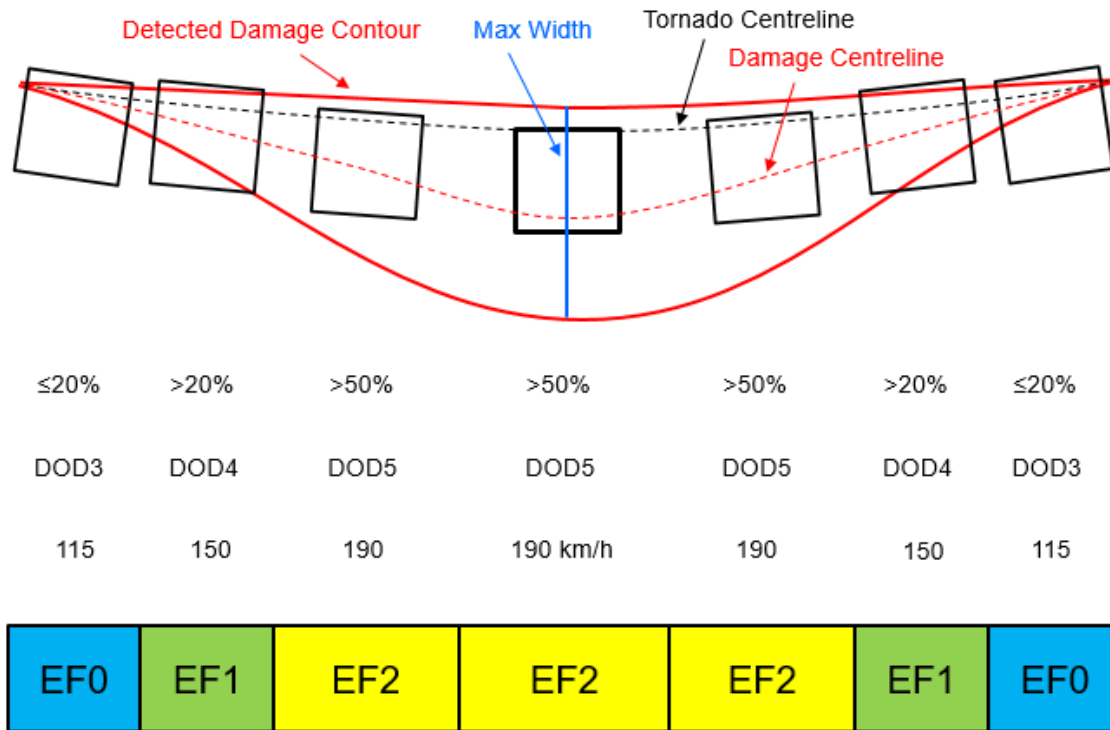 Tornado Centreline
Detected Damage Contour
Max Width
Damage Centreline
≤20% >20% >50% >50% >50% >20% ≤20%
DOD3 DOD4 DOD5 DOD5 DOD5 DOD4 DOD3
115 150 190 190 km/h 190 150 115
EF0 EF1 EF2 EF2 EF2 EF1 EF0